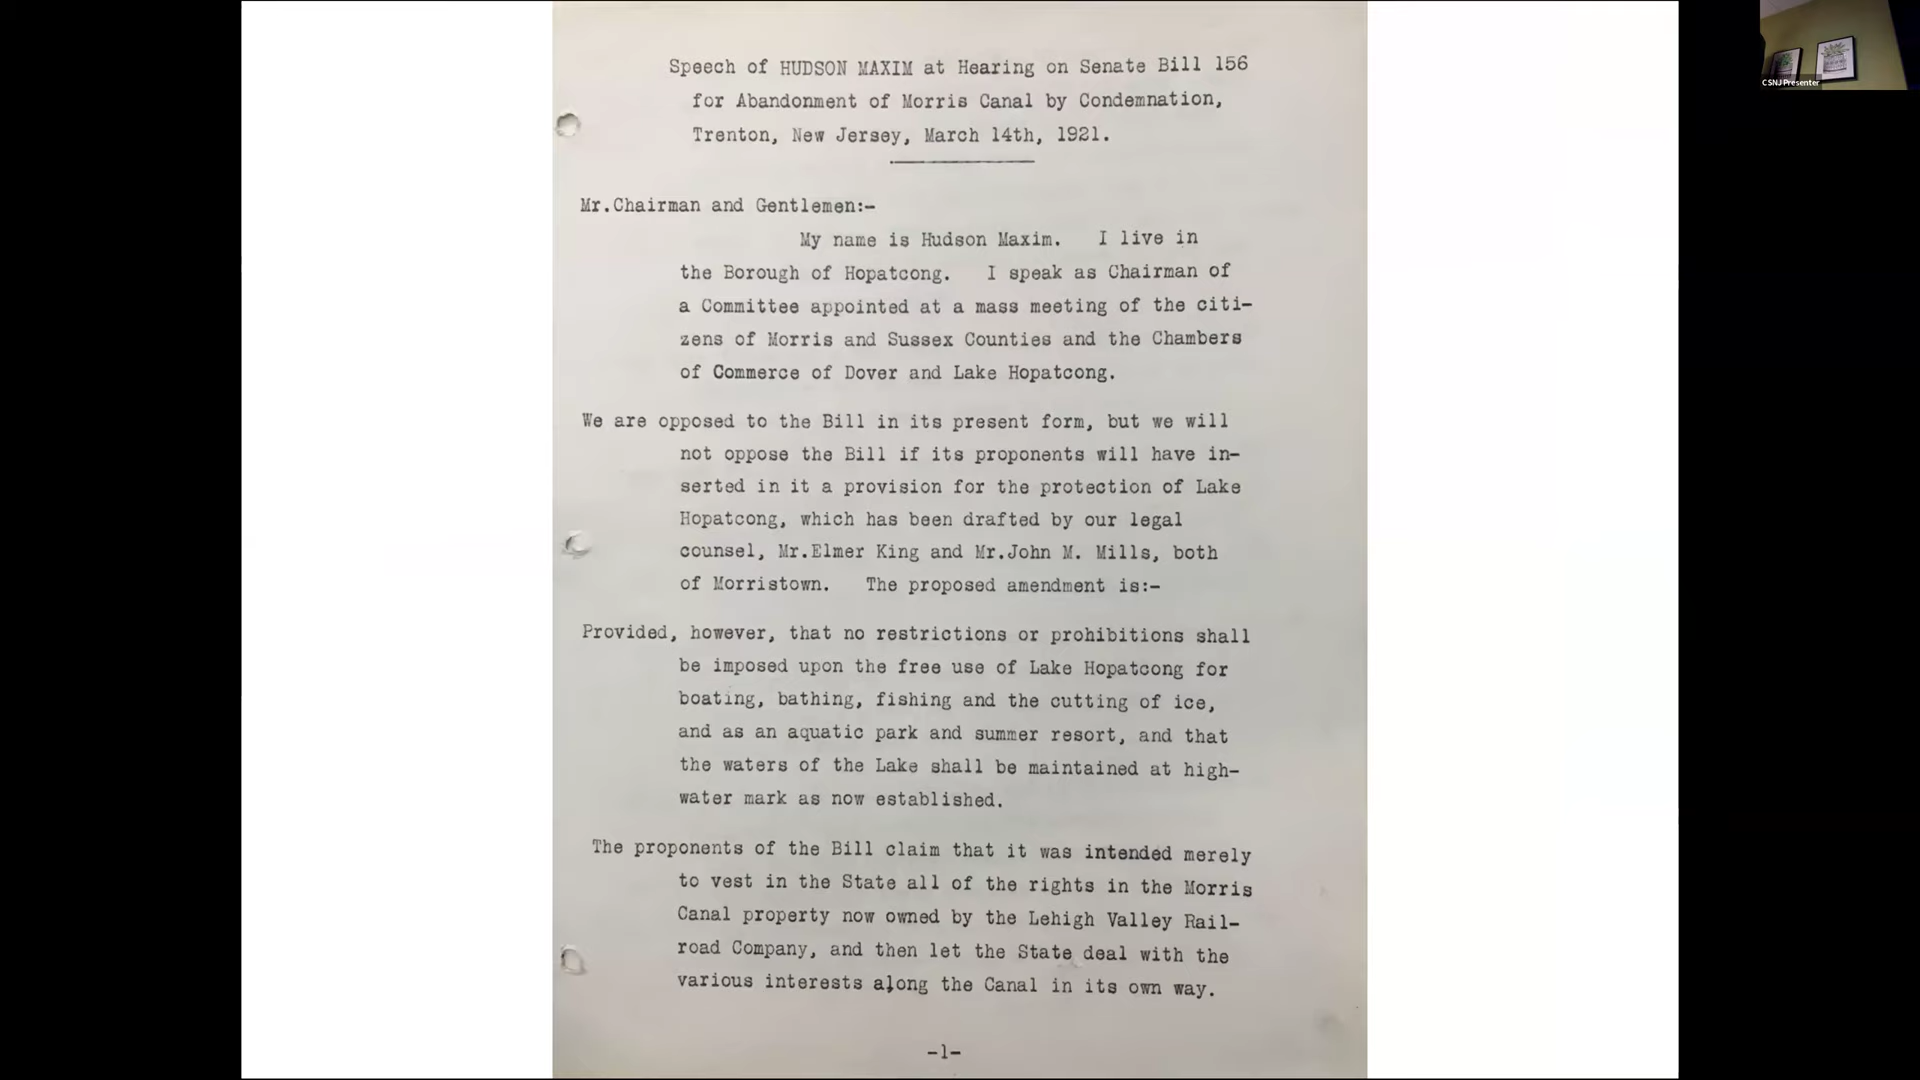 Speech of HUDSON MAXIM at Hearing on Senate Bill 156
for Abandonment of Morris Canal by Condemnation,
Trenton, New Jersey, March 14th, 1921.
Mr.Chairman and Gentlemen:-
My name is Hudson Maxim. I live in
the Borough of Hopatcong. I speak as Chairman of
a Committee appointed at a mass meeting of the citi-
zens of Morris and Sussex Counties and the Chambers
of Commerce of Dover and Lake Hopatcong.
We are opposed to the Bill in its present form, but we will
not oppose the Bill if its proponents will have in-
serted in it a provision for the protection of Lake
Hopatcong, which has been drafted by our legal
counsel, Mr.Elmer King and Mr.John M. Mills, both
of Morristown. The proposed amendment is:-
Provided, however, that no restrictions or prohibitions shall
be imposed upon the free use of Lake Hopatcong for
boating, bathing, fishing and the cutting of ice,
and as an aquatic park and summer resort, and that
the waters of the Lake shall be maintained at high-
water mark as now established.
The proponents of the Bill claim that it was intended merely
to vest in the State all of the rights in the Morris
Canal property now owned by the Lehigh Valley Rail-
road Company, and then let the State deal with the
various interests along the Canal in its own way.
-1-
CSNJ Presenter